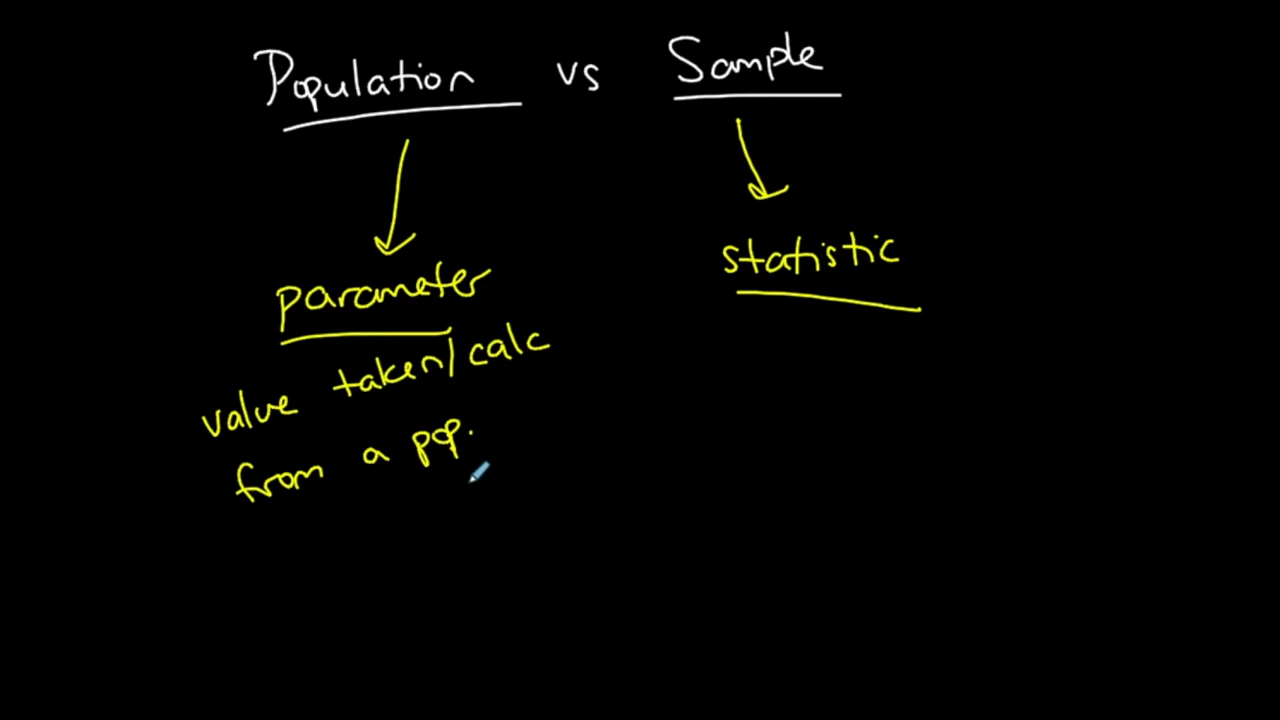 Population vs Sample
parameter statistic
value taken/calc
from a pop.